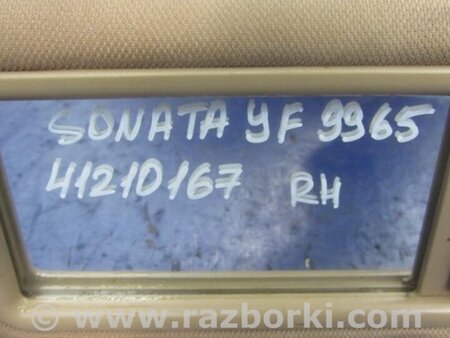 SONATA YF 9965
41210167 RH
© www.razborki.com